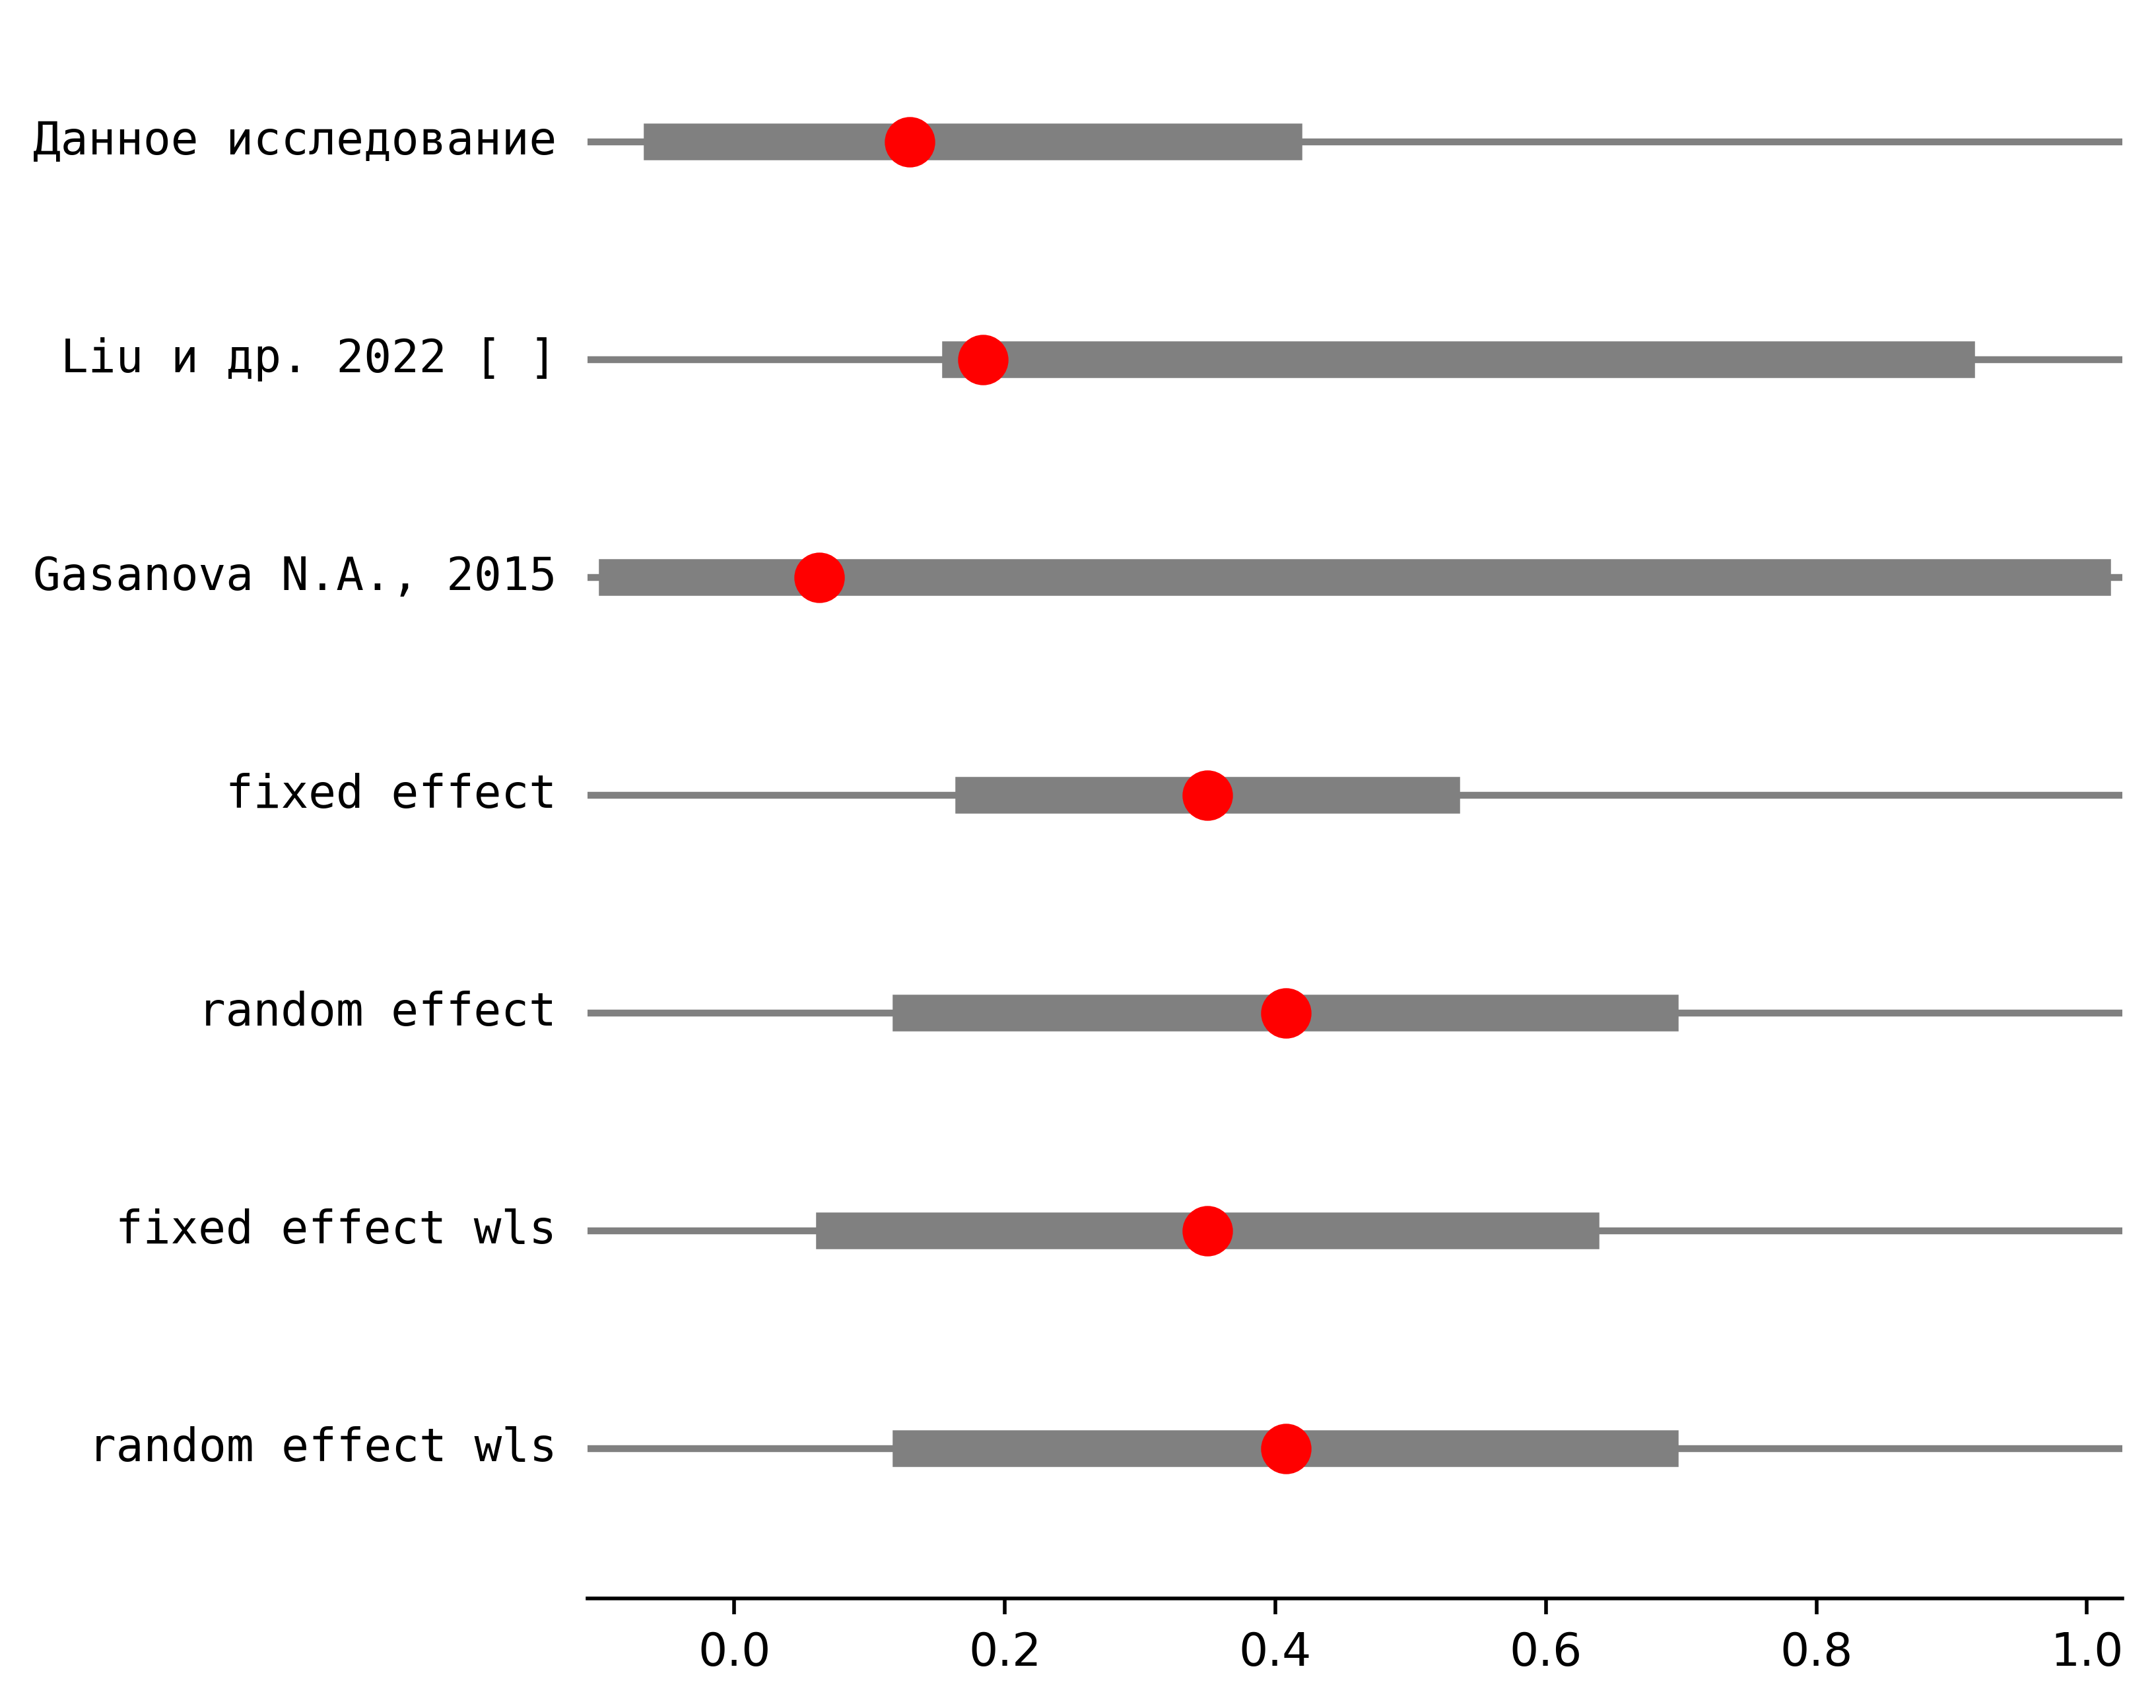 Данное исследование
Liu и др. 2022 [ ]
Gasanova N.A., 2015
fixed effect
random effect
fixed effect wls
random effect wls
0.0 0.2 0.4 0.6 0.8 1.0